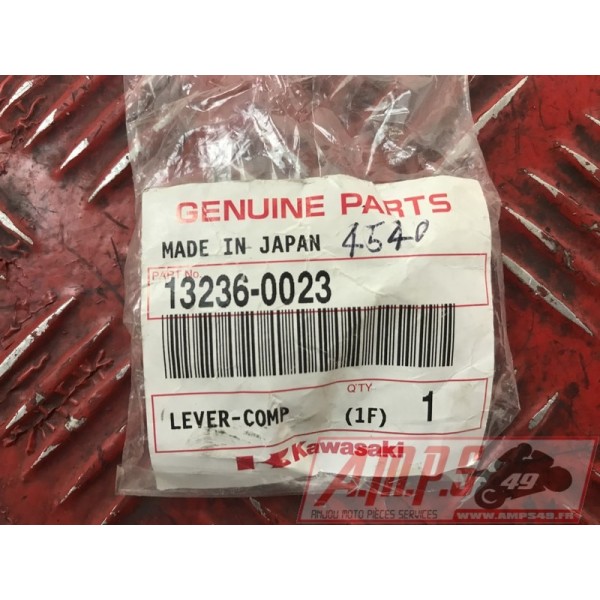 GENUINE PARTS
MADE IN JAPAN 4540
PART No.
13236-0023
Q'TY
LEVER-COMP (1F) 1
Kawasaki
A.M.P.S 49
ANJOU MOTO PIÈCES SERVICES
WWW.AMPS49.FR